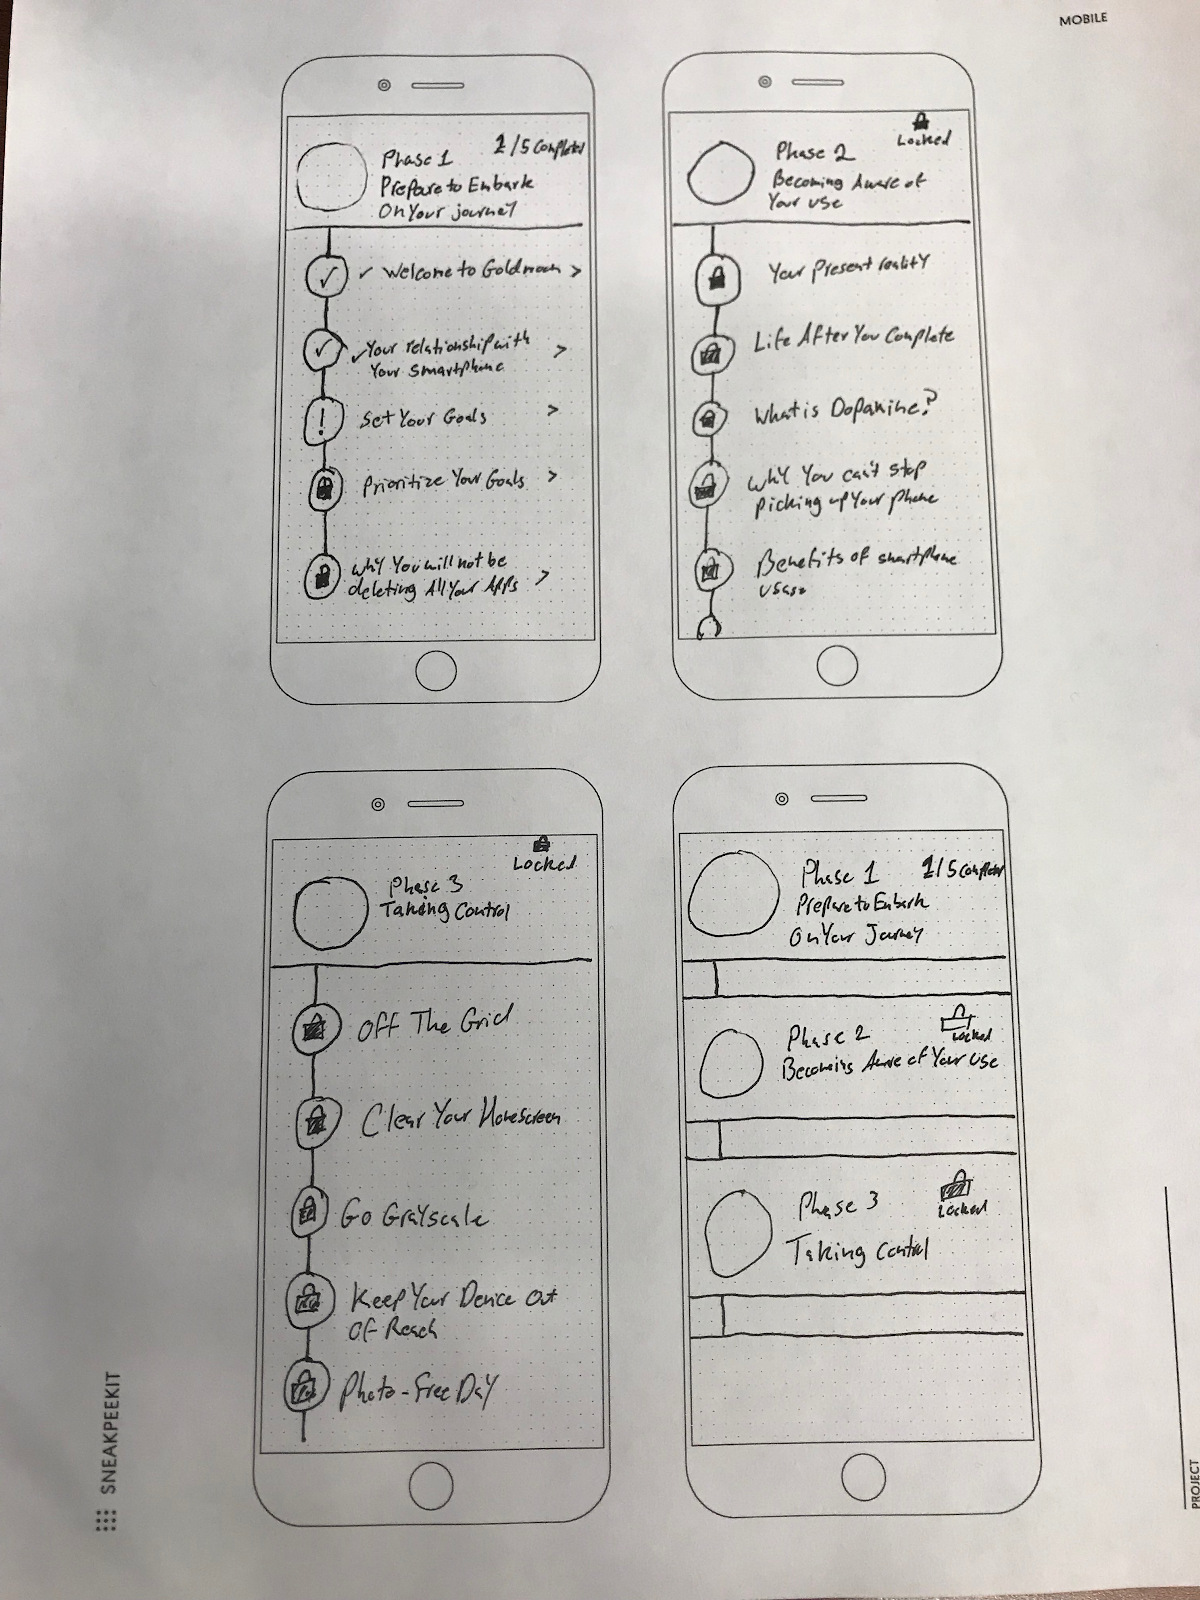 MOBILE
Phase 1
1/5 Completed
Prepare to Embark
On Your journey
✓ Welcome to Goldmoon >
✓ Your relationship with >
Your smartphone
! Set Your Goals >
Prioritize Your Goals >
Why You will not be
deleting All Your Apps >
Locked
Phase 2
Becoming Aware of
Your use
Your Present reality
Life After You Complete
What is Dopamine?
Why You can't stop
picking up Your phone
Benefits of smartphone
usage
Locked
Phase 3
Taking Control
Off The Grid
Clear Your Homescreen
Go Grayscale
Keep Your Device Out
Of Reach
Photo-Free Day
Phase 1 1/5 Completed
Prepare to Embark
On Your Journey
Phase 2
Locked
Becoming Aware of Your Use
Phase 3
Locked
Taking Control
SNEAKPEEKIT
PROJECT